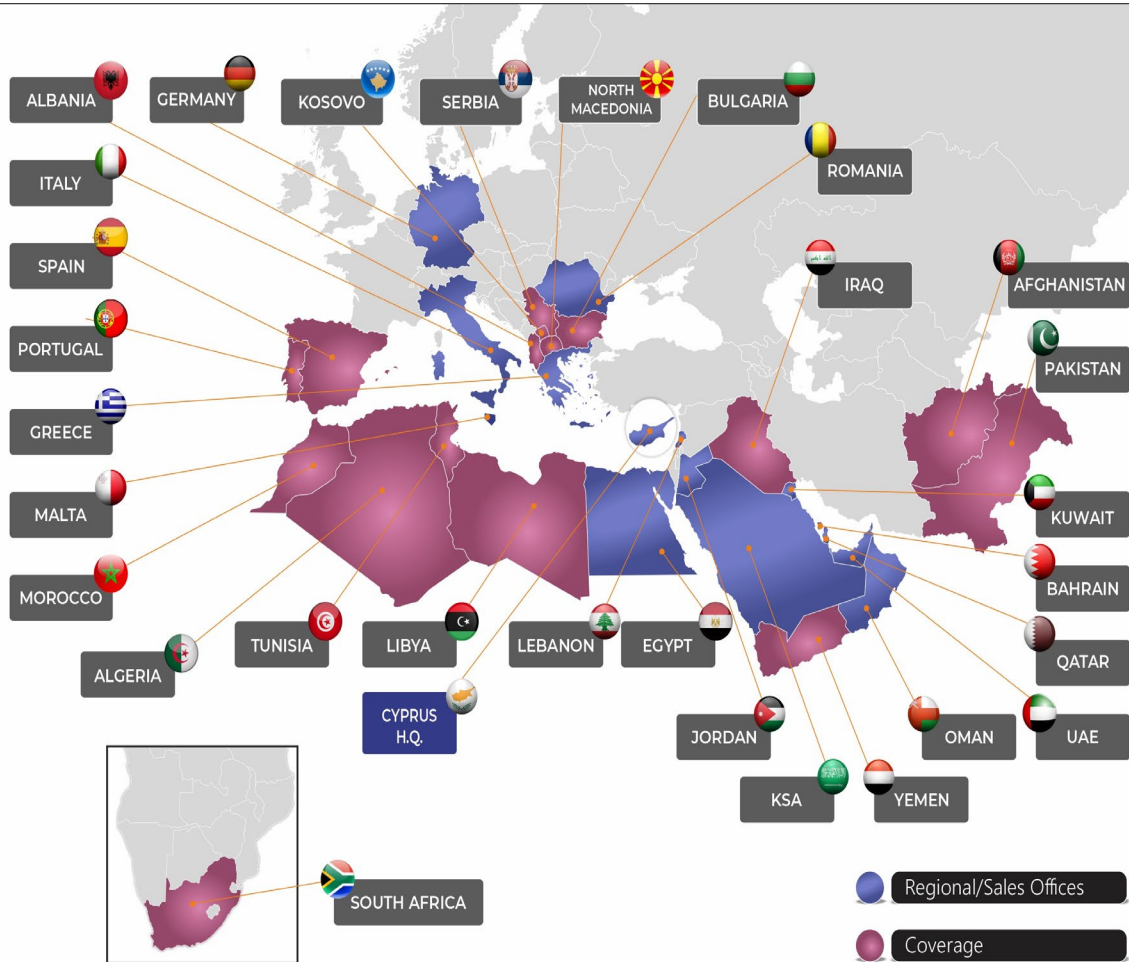 ALBANIA
GERMANY
KOSOVO
SERBIA
NORTH
MACEDONIA
BULGARIA
ITALY
ROMANIA
SPAIN
IRAQ
AFGHANISTAN
PORTUGAL
PAKISTAN
GREECE
MALTA
KUWAIT
MOROCCO
BAHRAIN
ALGERIA
TUNISIA
LIBYA
LEBANON
EGYPT
QATAR
CYPRUS
H.Q.
JORDAN
OMAN
UAE
KSA
YEMEN
SOUTH AFRICA
Regional/Sales Offices
Coverage